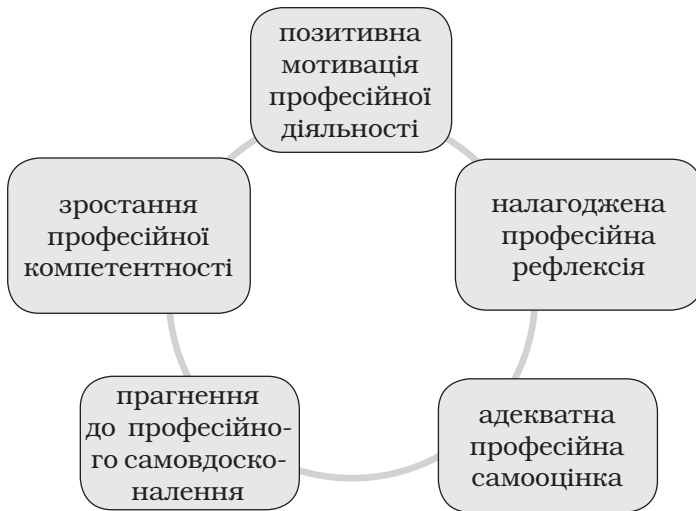 позитивна
мотивація
професійної
діяльності
зростання
професійної
компетентності
налагоджена
професійна
рефлексія
прагнення
до професійно-
го самовдоско-
налення
адекватна
професійна
самооцінка